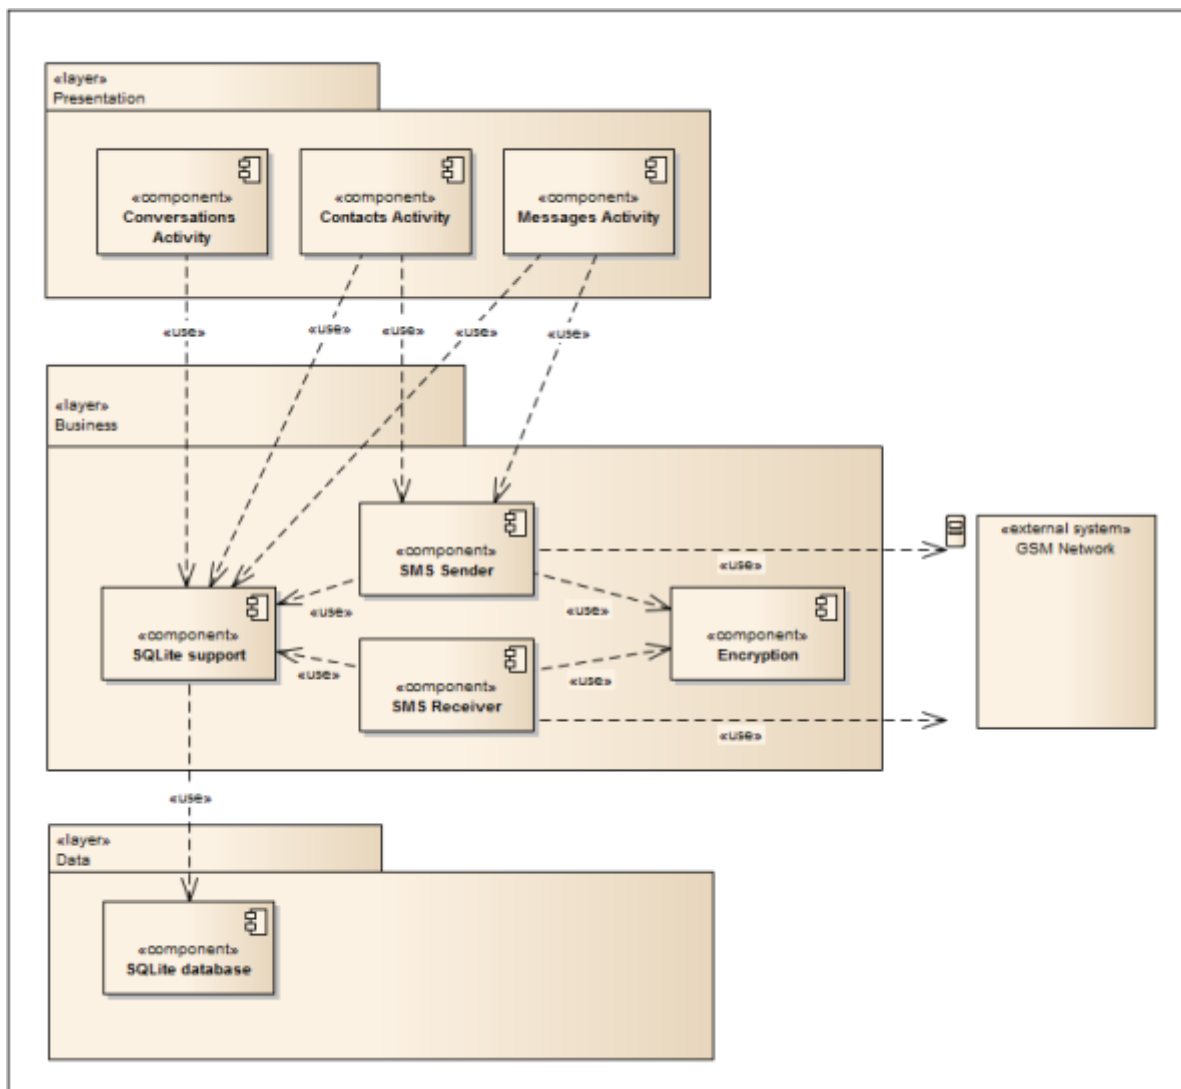 «layer»
Presentation
«component»
Conversations
Activity
«component»
Contacts Activity
«component»
Messages Activity
«use»
«use»
«use»
«use»
«use»
«layer»
Business
«component»
SMS Sender
«external system»
GSM Network
«use»
«use»
«use»
«component»
SQLite support
«component»
Encryption
«component»
SMS Receiver
«use»
«use»
«use»
«use»
«layer»
Data
«component»
SQLite database